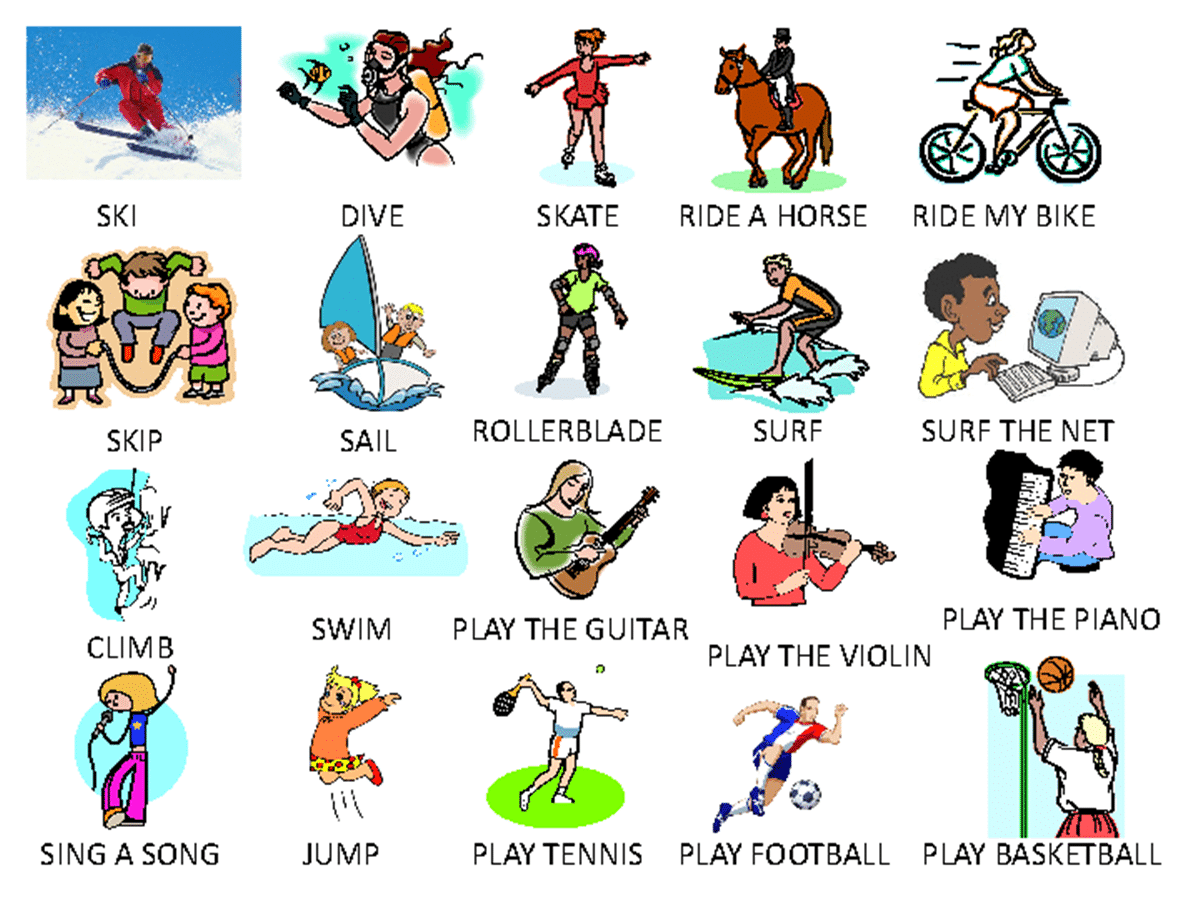 SKI
DIVE
SKATE
RIDE A HORSE
RIDE MY BIKE
SKIP
SAIL
ROLLERBLADE
SURF
SURF THE NET
CLIMB
SWIM
PLAY THE GUITAR
PLAY THE VIOLIN
PLAY THE PIANO
SING A SONG
JUMP
PLAY TENNIS
PLAY FOOTBALL
PLAY BASKETBALL